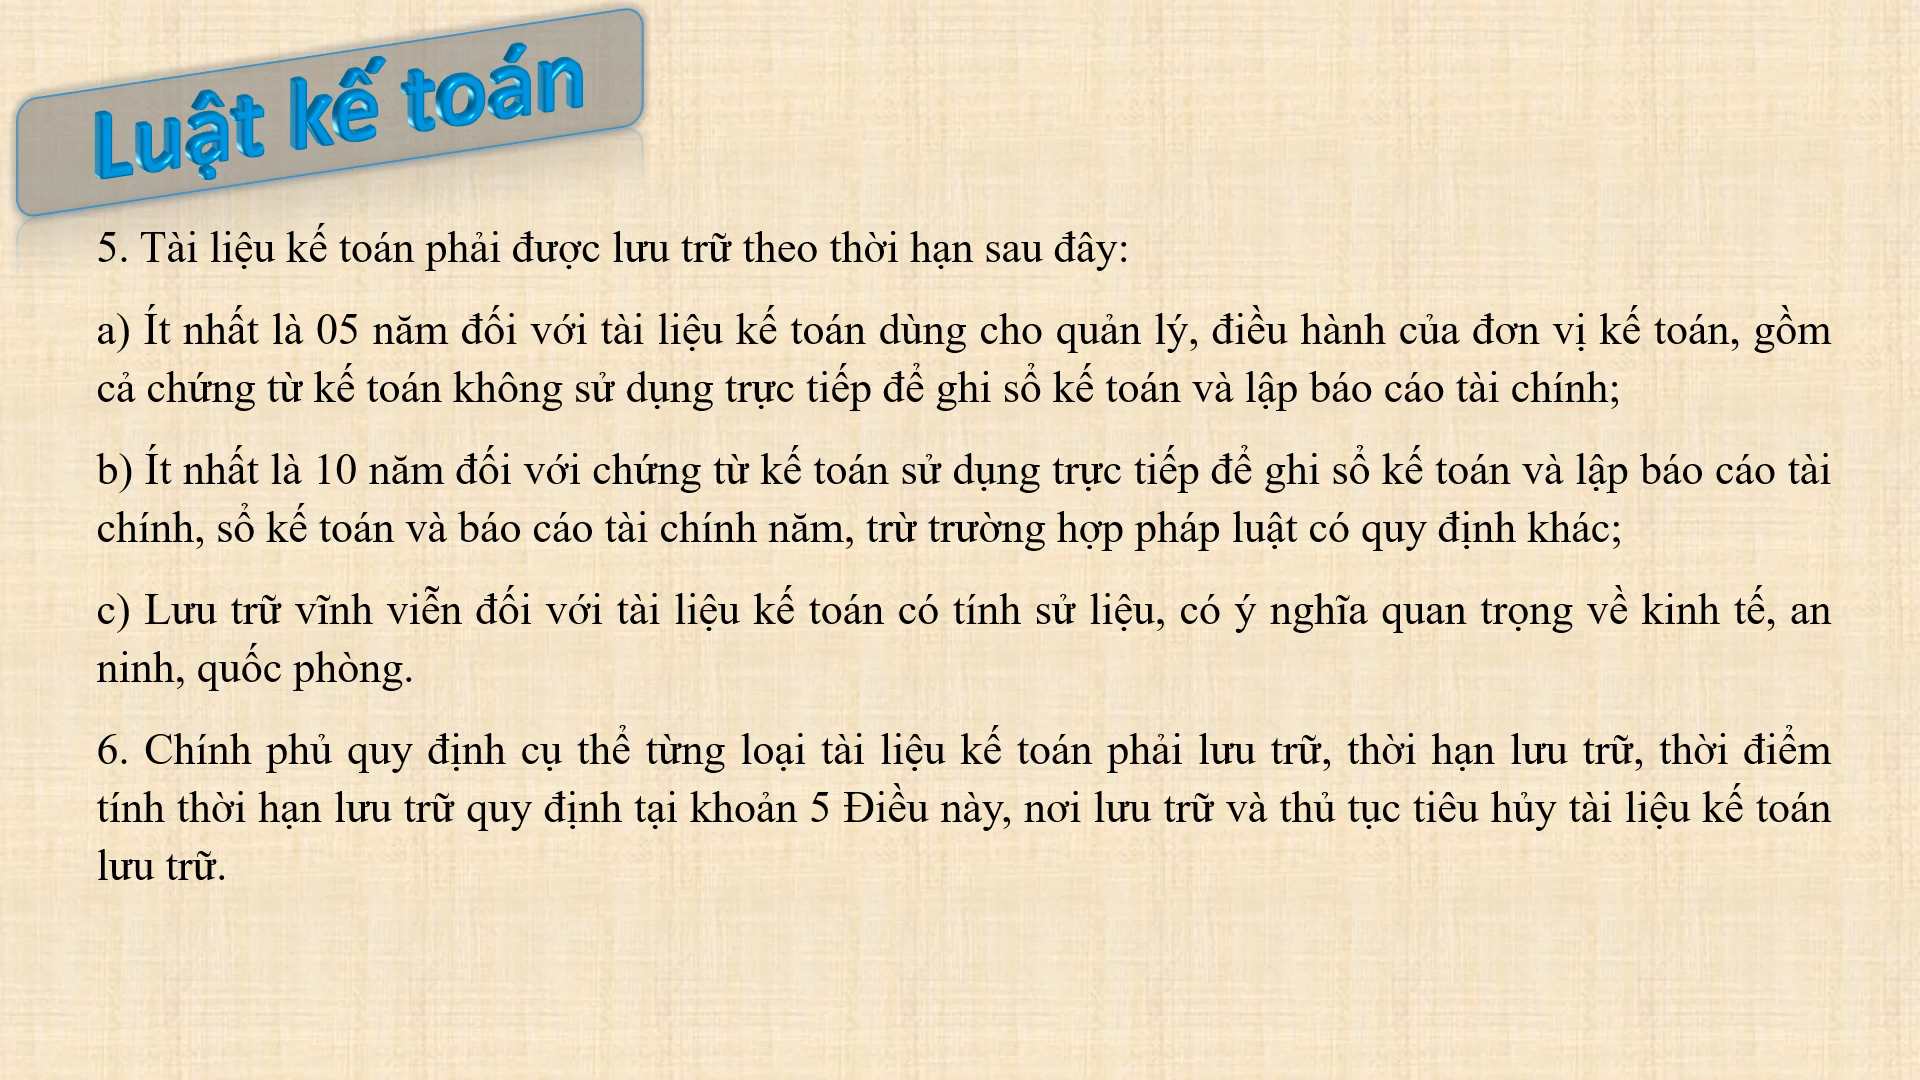 Luật kế toán
5. Tài liệu kế toán phải được lưu trữ theo thời hạn sau đây:
a) Ít nhất là 05 năm đối với tài liệu kế toán dùng cho quản lý, điều hành của đơn vị kế toán, gồm
cả chứng từ kế toán không sử dụng trực tiếp để ghi sổ kế toán và lập báo cáo tài chính;
b) Ít nhất là 10 năm đối với chứng từ kế toán sử dụng trực tiếp để ghi sổ kế toán và lập báo cáo tài
chính, sổ kế toán và báo cáo tài chính năm, trừ trường hợp pháp luật có quy định khác;
c) Lưu trữ vĩnh viễn đối với tài liệu kế toán có tính sử liệu, có ý nghĩa quan trọng về kinh tế, an
ninh, quốc phòng.
6. Chính phủ quy định cụ thể từng loại tài liệu kế toán phải lưu trữ, thời hạn lưu trữ, thời điểm
tính thời hạn lưu trữ quy định tại khoản 5 Điều này, nơi lưu trữ và thủ tục tiêu hủy tài liệu kế toán
lưu trữ.